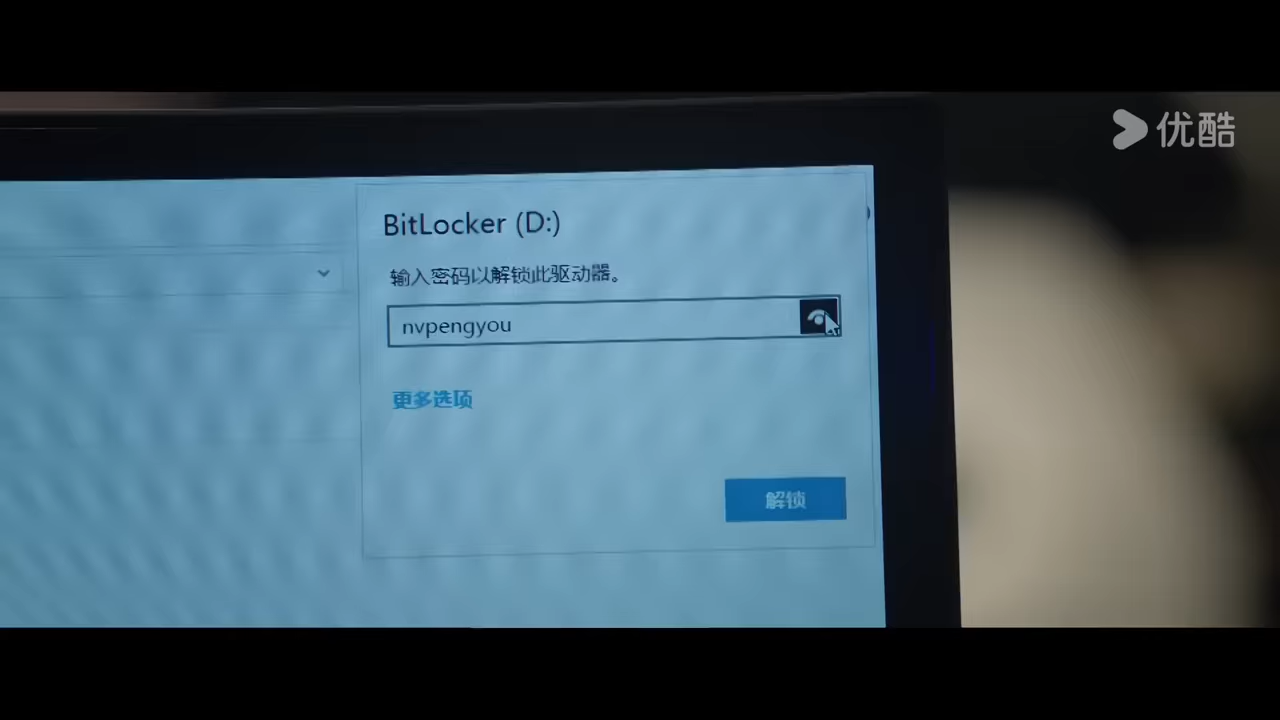 优酷
BitLocker (D:)
输入密码以解锁此驱动器。
nvpengyou
更多选项
解锁